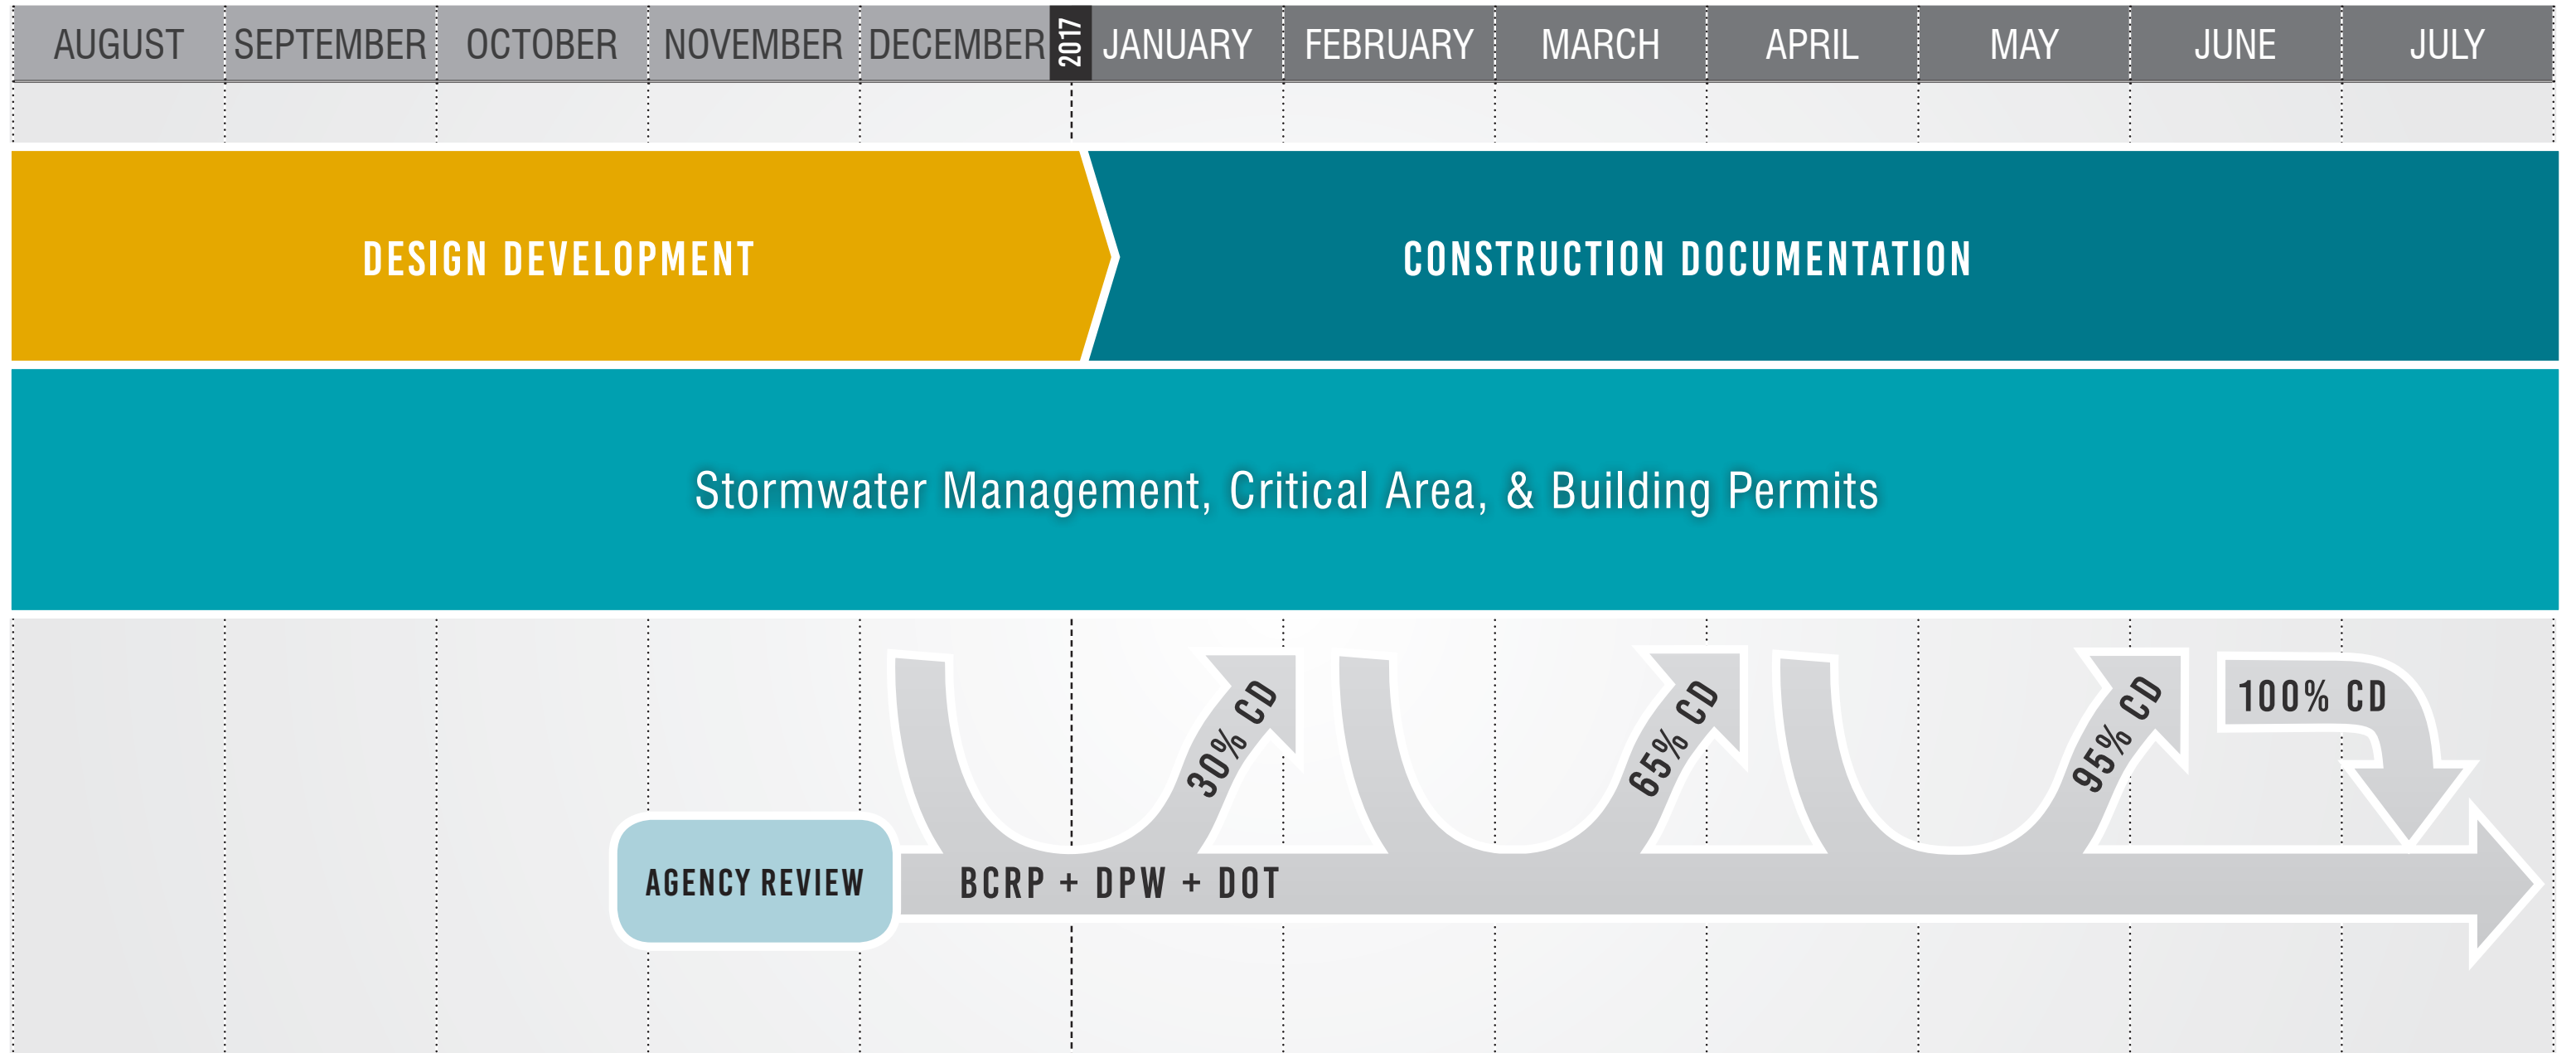 AUGUST SEPTEMBER OCTOBER NOVEMBER DECEMBER 2017 JANUARY FEBRUARY MARCH APRIL MAY JUNE JULY
DESIGN DEVELOPMENT CONSTRUCTION DOCUMENTATION
Stormwater Management, Critical Area, & Building Permits
30% CD
65% CD
95% CD
100% CD
AGENCY REVIEW
BCRP + DPW + DOT